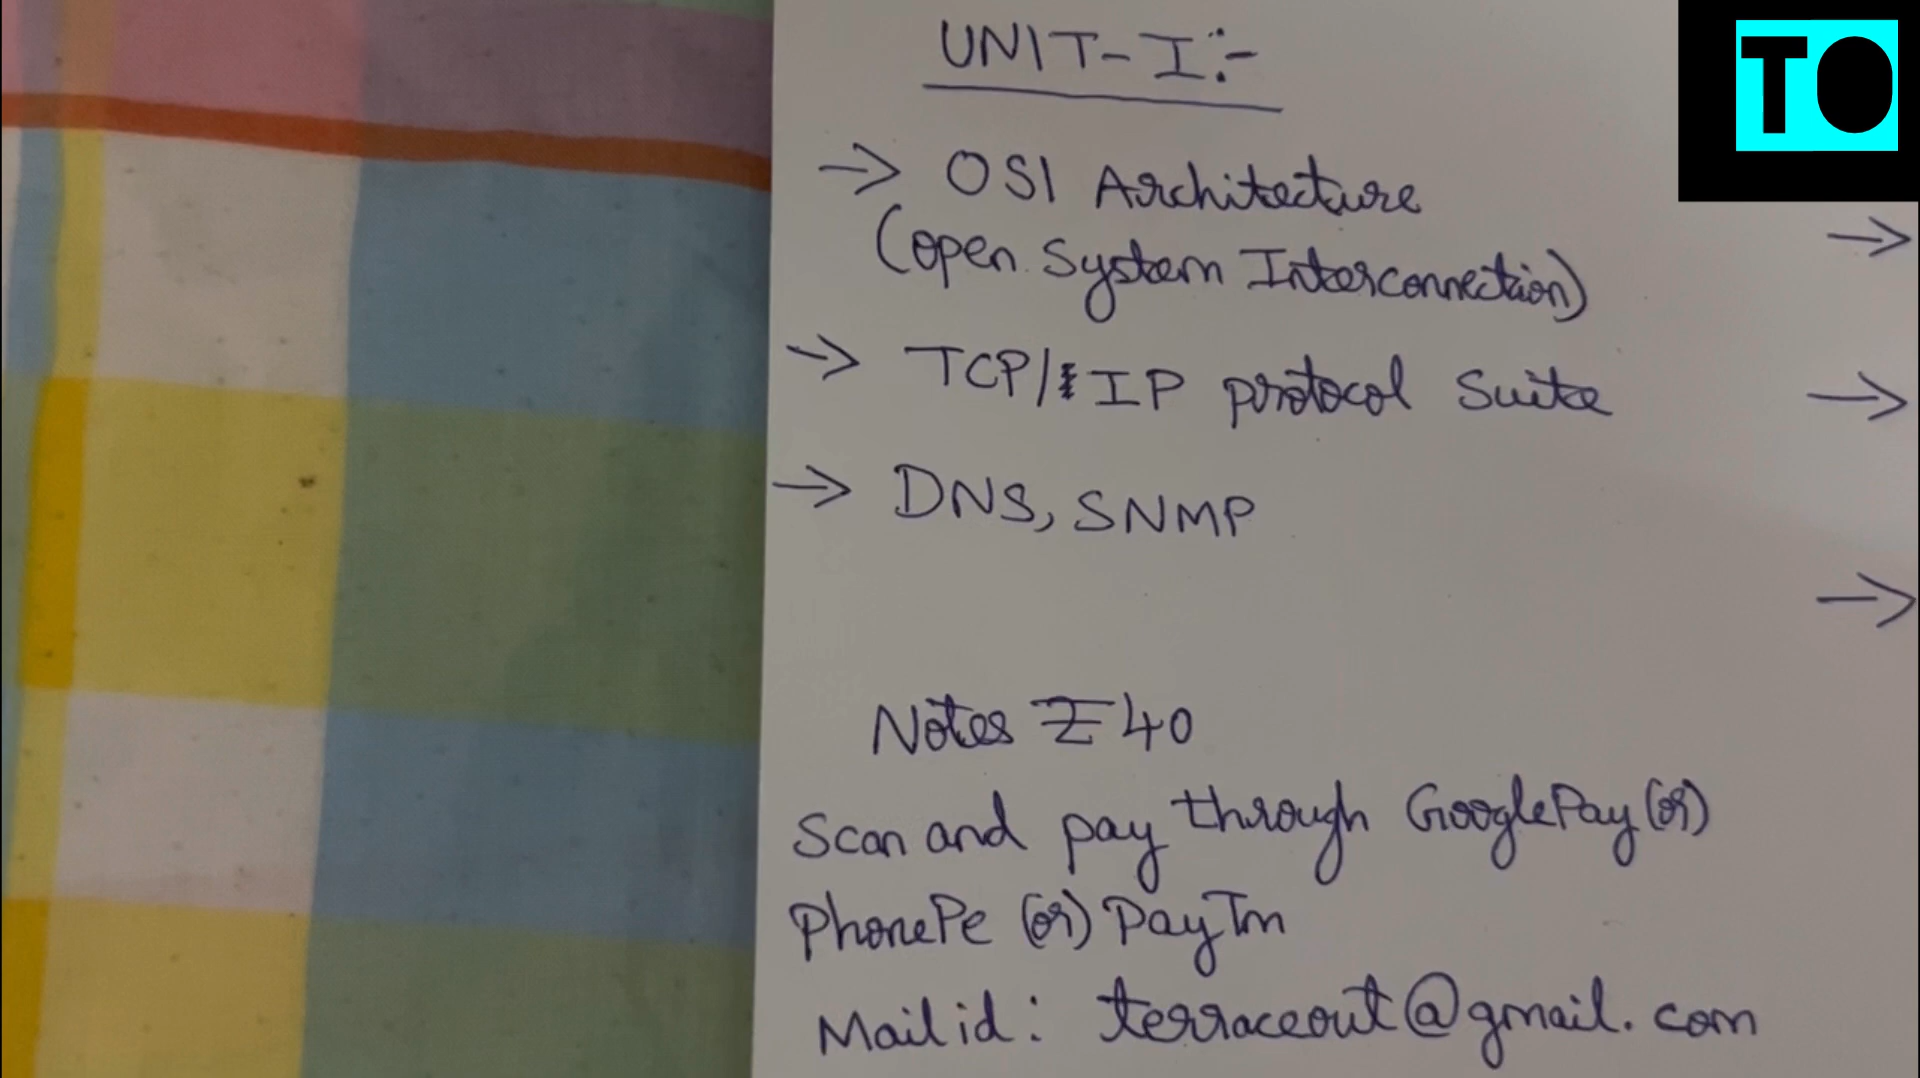 UNIT-I:-
TO
→ OSI Architecture
(open System Interconnection)
→ TCP/IP protocol Suite
→ DNS, SNMP
Notes ₹40
Scan and pay through GooglePay (or)
PhonePe (or) PayTm
Mail id: terraceout@gmail.com